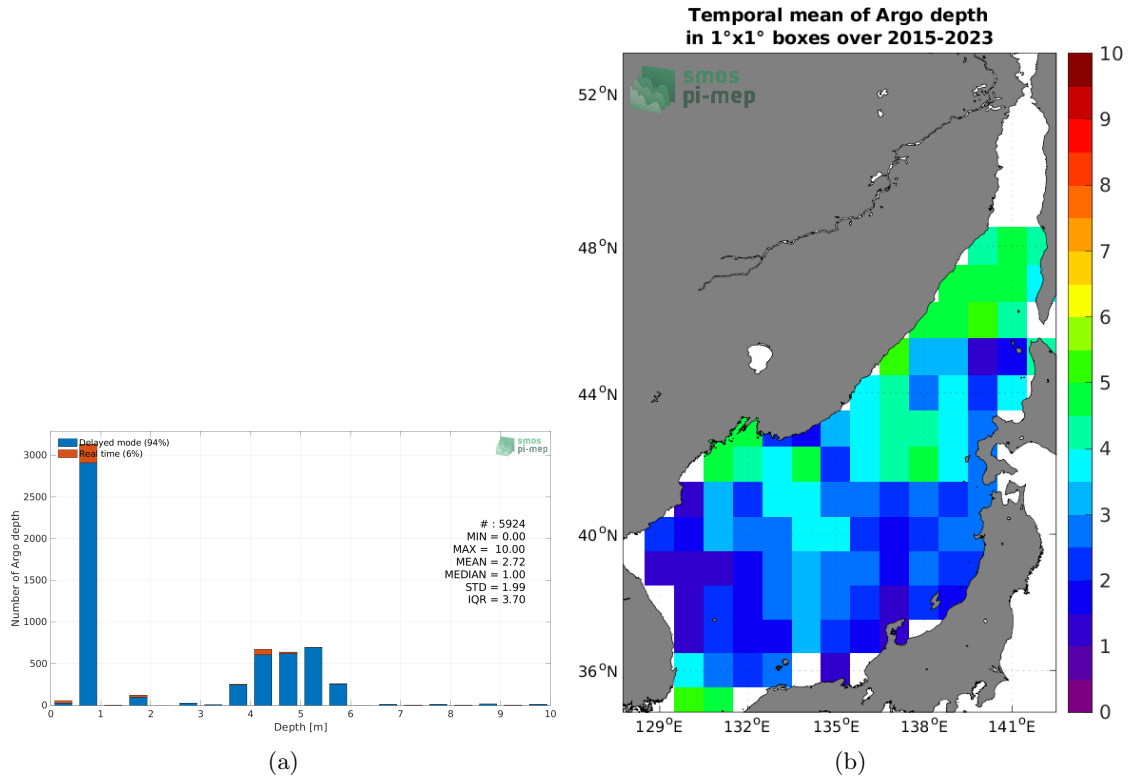 Temporal mean of Argo depth
in 1°x1° boxes over 2015-2023
smos
pi-mep
52°N
48°N
44°N
40°N
36°N
129°E
132°E
135°E
138°E
141°E
10
9
8
7
6
5
4
3
2
1
0
(b)
Delayed mode (94%)
Real time (6%)
smos
pi-mep
# : 5924
MIN = 0.00
MAX = 10.00
MEAN = 2.72
MEDIAN = 1.00
STD = 1.99
IQR = 3.70
Number of Argo depth
3000
2500
2000
1500
1000
500
0
0
1
2
3
4
5
6
7
8
9
10
Depth [m]
(a)